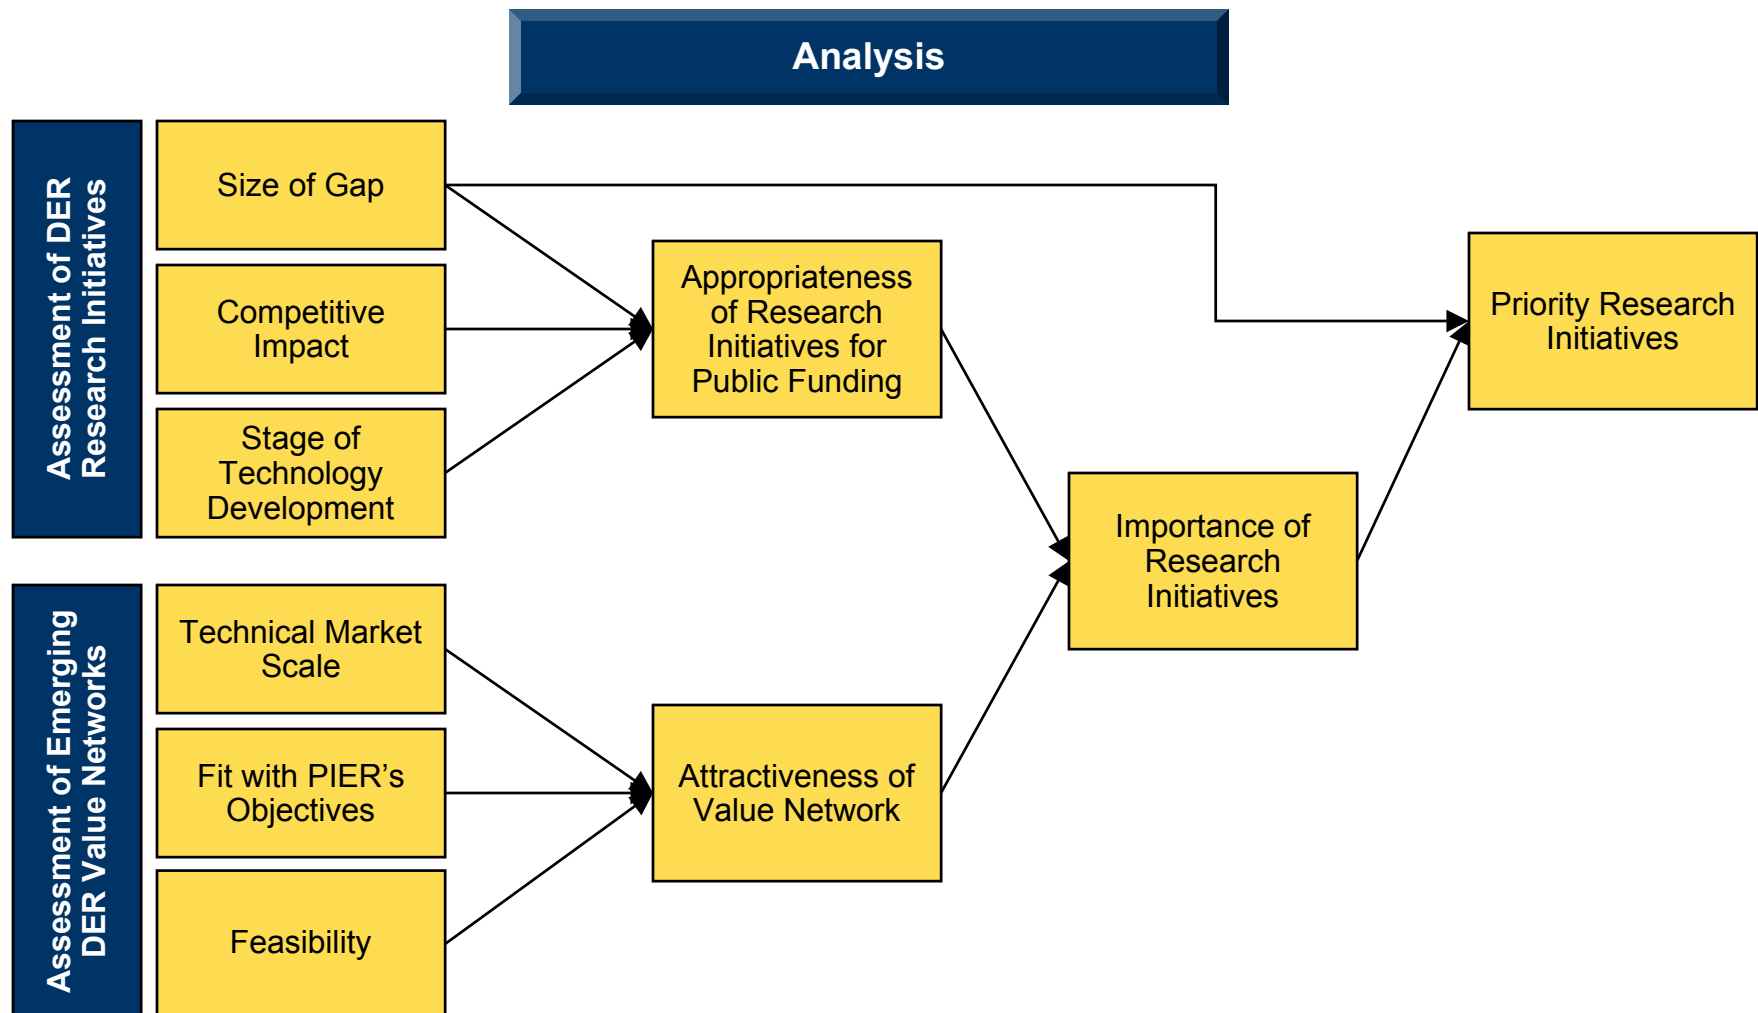 Analysis
Assessment of DER
Research Initiatives
Size of Gap
Competitive
Impact
Stage of
Technology
Development
Appropriateness
of Research
Initiatives for
Public Funding
Priority Research
Initiatives
Importance of
Research
Initiatives
Assessment of Emerging
DER Value Networks
Technical Market
Scale
Fit with PIER’s
Objectives
Feasibility
Attractiveness of
Value Network